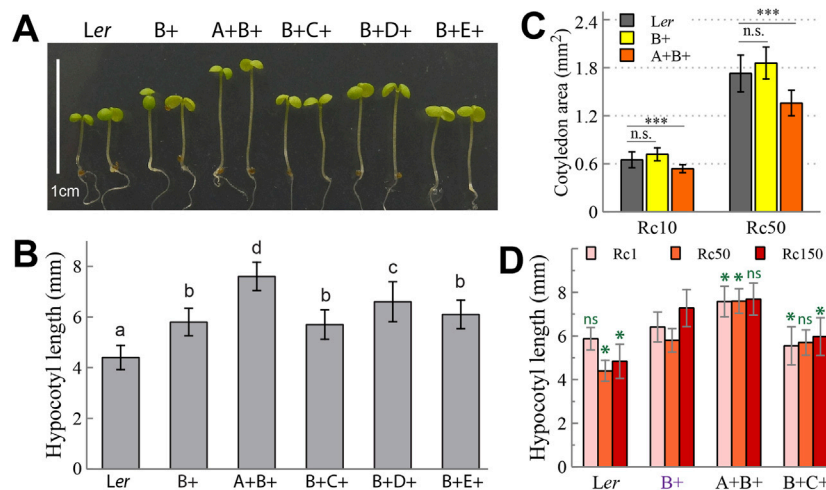 A
Ler B+ A+B+ B+C+ B+D+ B+E+
1cm
B
Hypocotyl length (mm)
8
6
4
2
0
a b d b c b
Ler B+ A+B+ B+C+ B+D+ B+E+
C
Cotyledon area (mm2)
2.4
1.8
1.2
0.6
0
Ler
B+
A+B+
***
n.s.
***
n.s.
Rc10 Rc50
D
Rc1 Rc50 Rc150
Hypocotyl length (mm)
10
8
6
4
2
0
ns * * * * ns * ns *
Ler B+ A+B+ B+C+